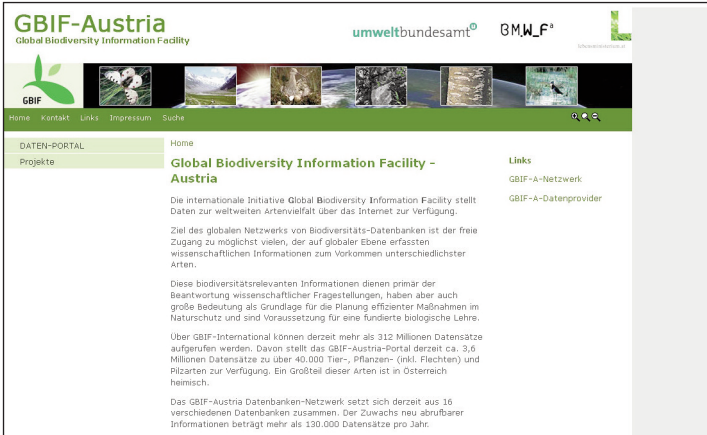 GBIF-Austria
Global Biodiversity Information Facility
umweltbundesamt
BM.W_Fª
GBIF
Home Kontakt Links Impressum Suche
DATEN-PORTAL
Projekte
Home
Global Biodiversity Information Facility -
Austria
Die internationale Initiative Global Biodiversity Information Facility stellt
Daten zur weltweiten Artenvielfalt über das Internet zur Verfügung.
Ziel des globalen Netzwerks von Biodiversitäts-Datenbanken ist der freie
Zugang zu möglichst vielen, der auf globaler Ebene erfassten
wissenschaftlichen Informationen zum Vorkommen unterschiedlichster
Arten.
Diese biodiversitätsrelevanten Informationen dienen primär der
Beantwortung wissenschaftlicher Fragestellungen, haben aber auch
große Bedeutung als Grundlage für die Planung effizienter Maßnahmen im
Naturschutz und sind Voraussetzung für eine fundierte biologische Lehre.
Über GBIF-International können derzeit mehr als 312 Millionen Datensätze
aufgerufen werden. Davon stellt das GBIF-Austria-Portal derzeit ca. 3,6
Millionen Datensätze zu über 40.000 Tier-, Pflanzen- (inkl. Flechten) und
Pilzarten zur Verfügung. Ein Großteil dieser Arten ist in Österreich
heimisch.
Das GBIF-Austria Datenbanken-Netzwerk setzt sich derzeit aus 16
verschiedenen Datenbanken zusammen. Der Zuwachs neu abrufbarer
Informationen beträgt mehr als 130.000 Datensätze pro Jahr.
Links
GBIF-A-Netzwerk
GBIF-A-Datenprovider